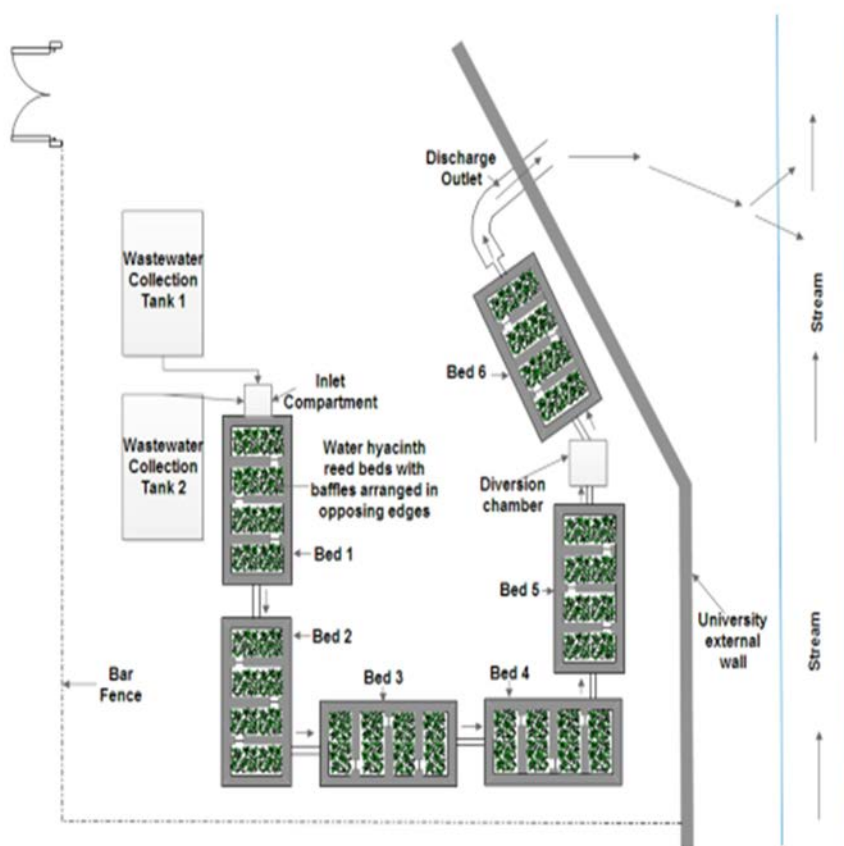 Discharge
Outlet
Wastewater
Collection
Tank 1
Stream
Bed 6
Inlet
Compartment
Wastewater
Collection
Tank 2
Water hyacinth
reed beds with
baffles arranged in
opposing edges
Diversion
chamber
Bed 1
Bed 5
University
external
wall
Bed 2
Stream
Bar
Fence
Bed 3
Bed 4